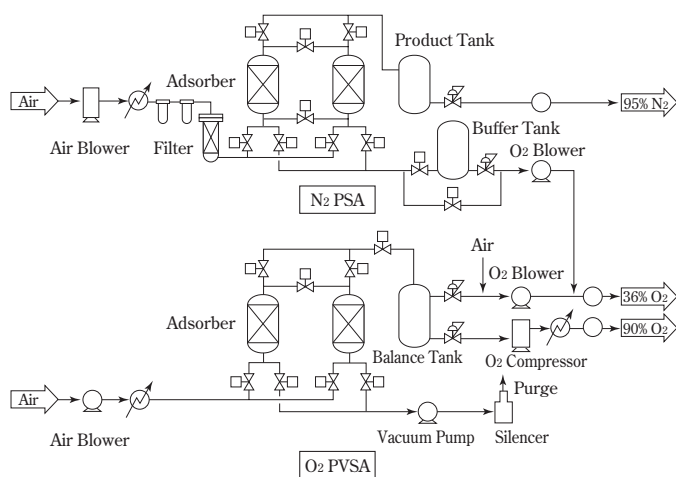 Product Tank
Adsorber
Air
95% N2
Air Blower
Filter
Buffer Tank
O2 Blower
N2 PSA
Air
O2 Blower
36% O2
Adsorber
90% O2
Balance Tank
O2 Compressor
Purge
Air
Air Blower
Vacuum Pump
Silencer
O2 PVSA